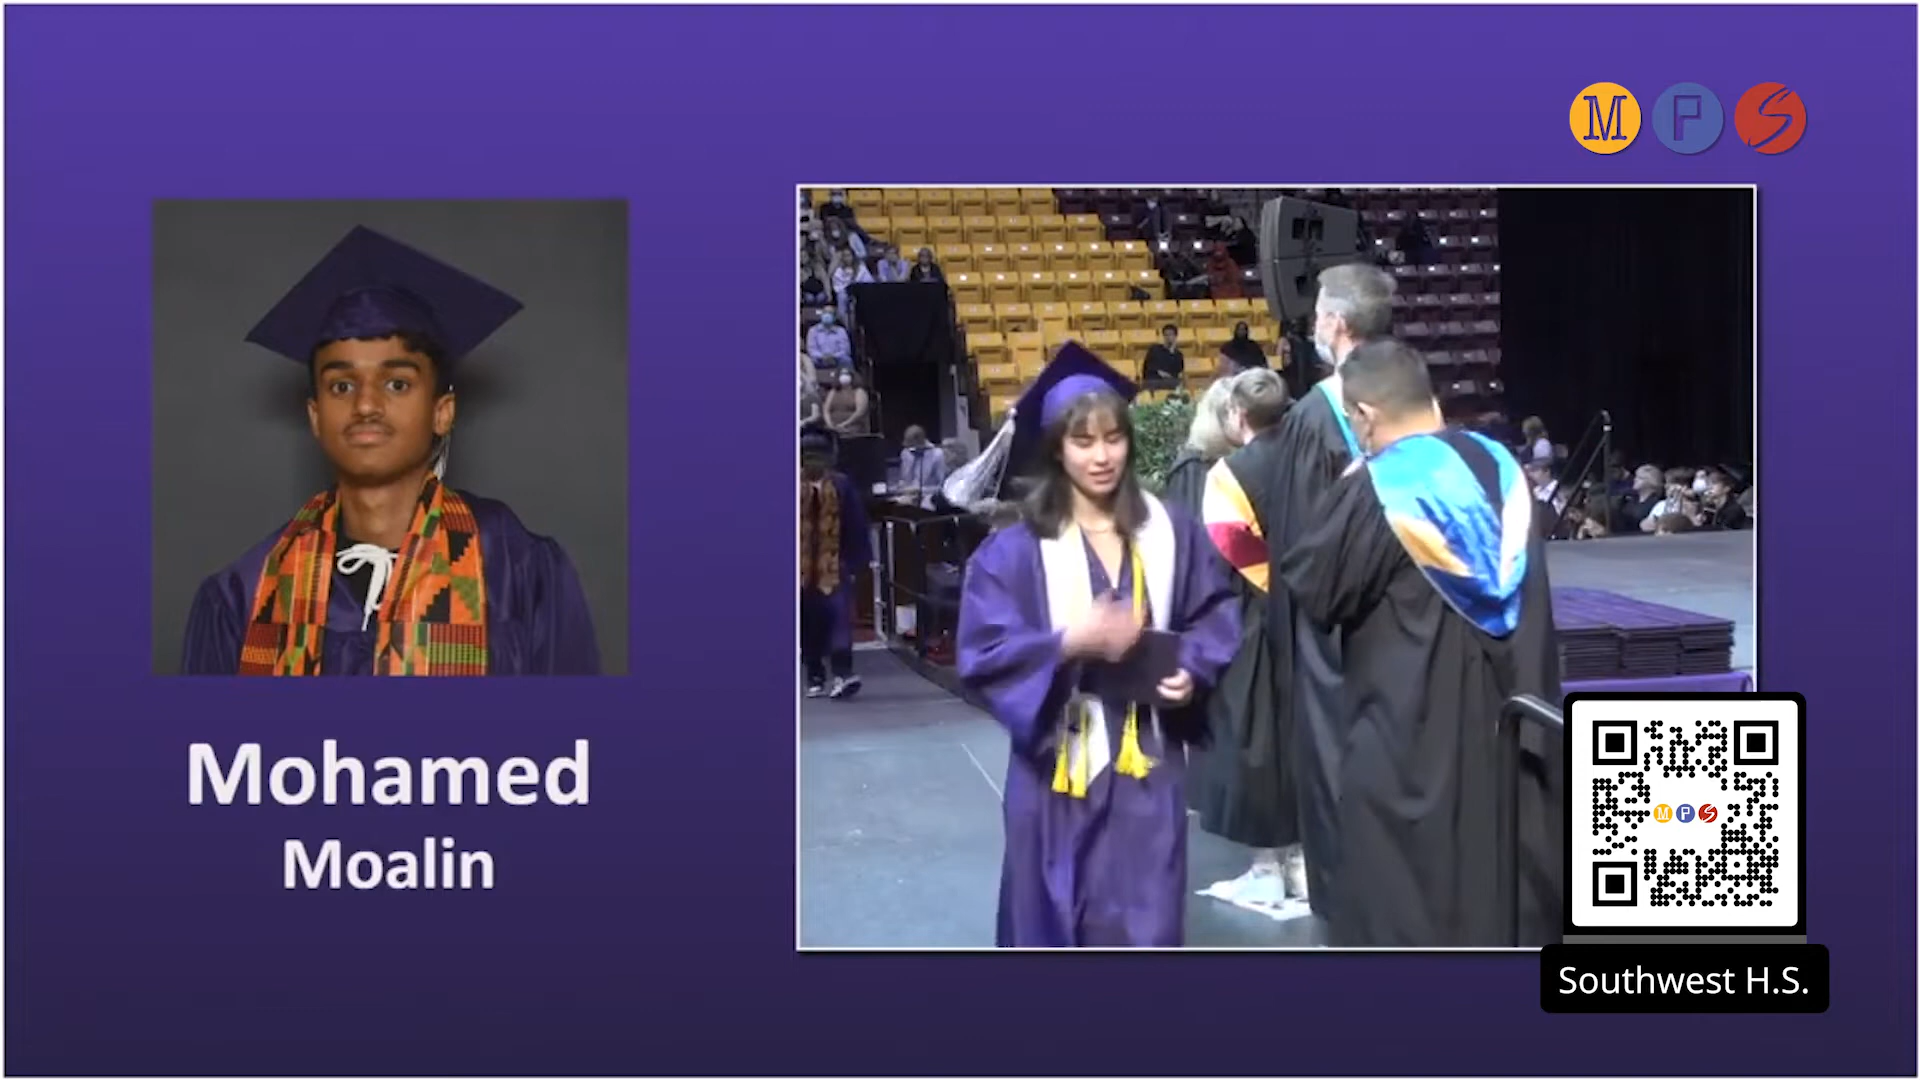 M P S
Mohamed
Moalin
M P S
Southwest H.S.